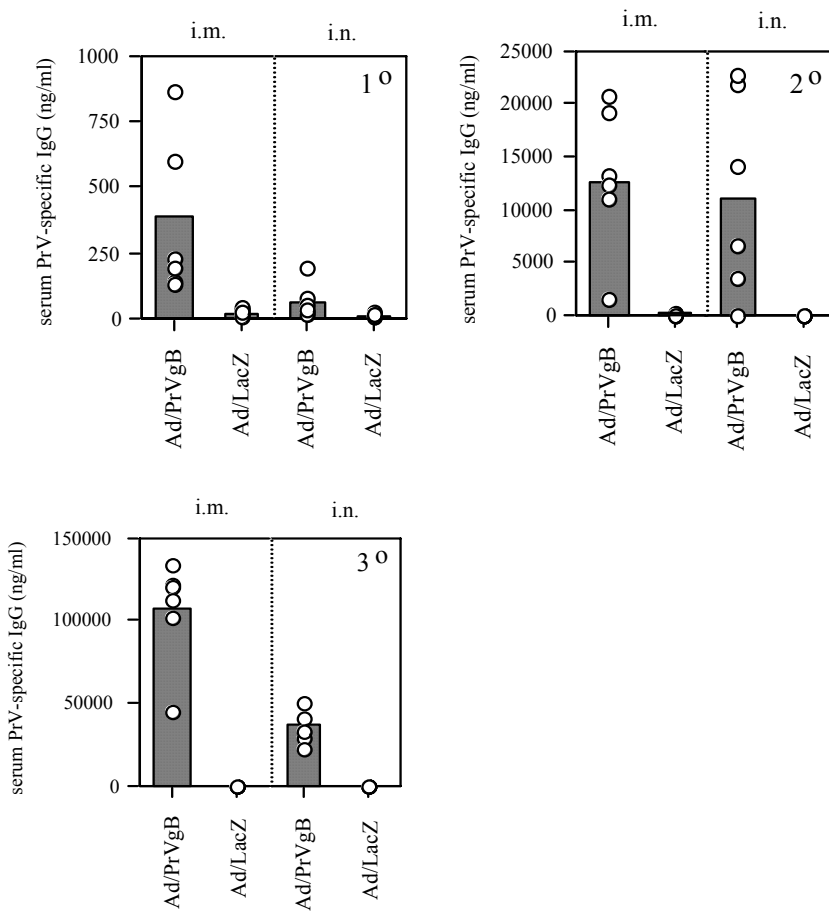 i.m. i.n.
serum PrV-specific IgG (ng/ml)
1000
750
500
250
0
1 o
Ad/PrVgB
Ad/LacZ
Ad/PrVgB
Ad/LacZ
i.m. i.n.
serum PrV-specific IgG (ng/ml)
25000
20000
15000
10000
5000
0
2 o
Ad/PrVgB
Ad/LacZ
Ad/PrVgB
Ad/LacZ
i.m. i.n.
serum PrV-specific IgG (ng/ml)
150000
100000
50000
0
3 o
Ad/PrVgB
Ad/LacZ
Ad/PrVgB
Ad/LacZ